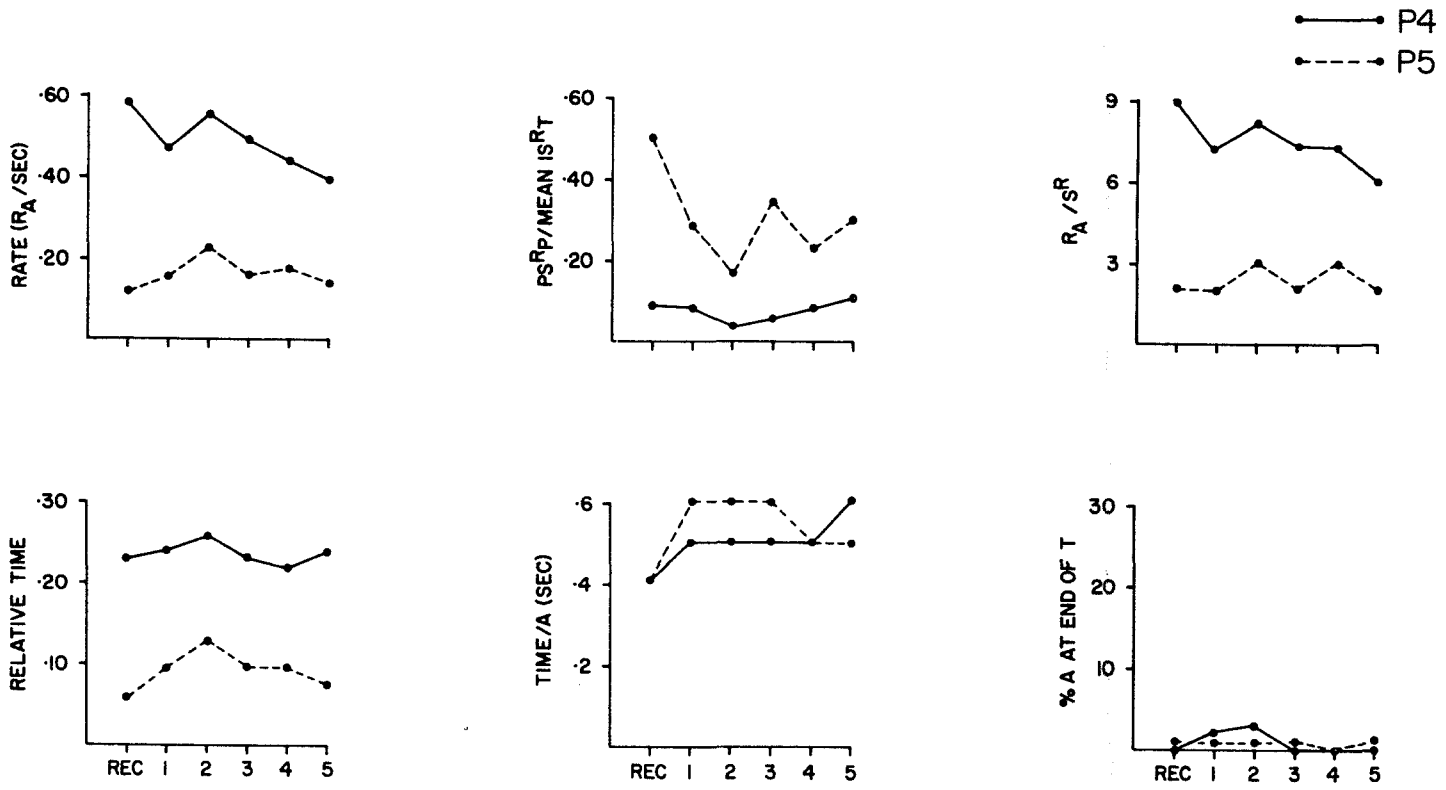 P4
P5
RATE (RA/SEC)
·60
·40
·20
PSRP/MEAN ISRT
·60
·40
·20
RA/SR
9
6
3
RELATIVE TIME
·30
·20
·10
REC 1 2 3 4 5
TIME/A (SEC)
·6
·4
·2
REC 1 2 3 4 5
% A AT END OF T
30
20
10
REC 1 2 3 4 5